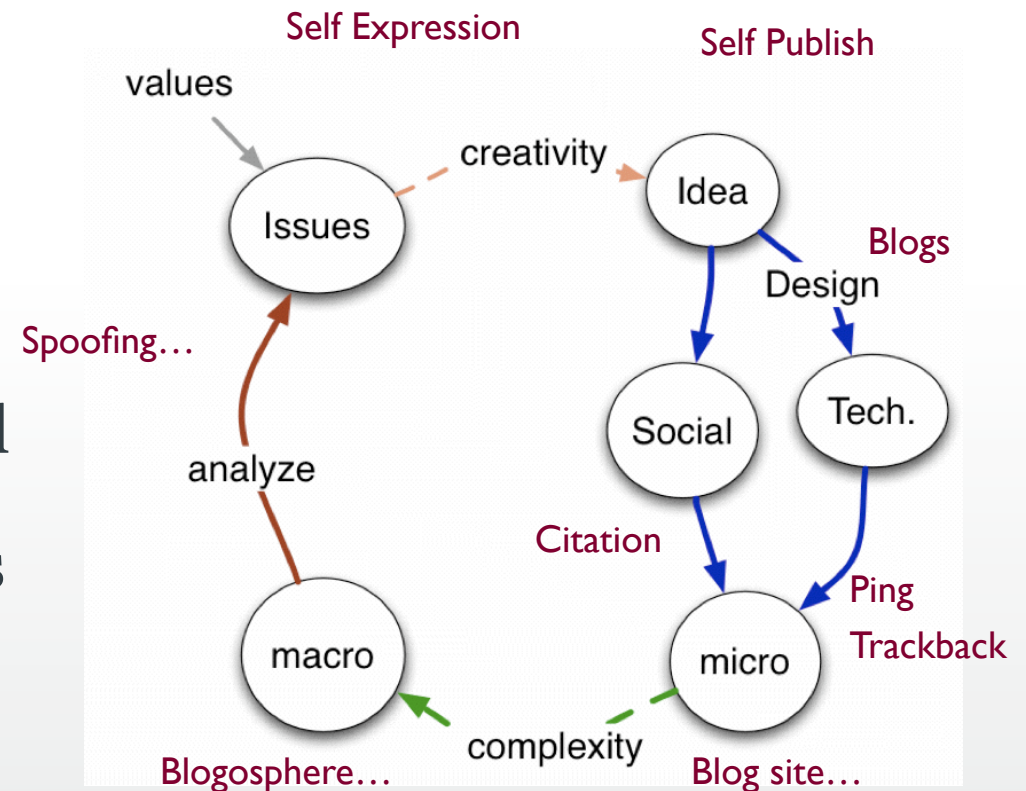 Self Expression
Self Publish
values
creativity
Idea
Issues
Blogs
Design
Spoofing…
Social
Tech.
analyze
Citation
Ping
Trackback
macro
micro
complexity
Blogosphere…
Blog site…